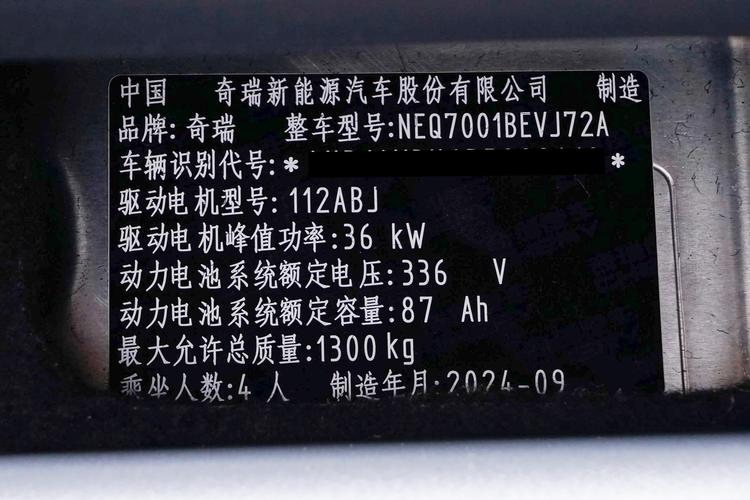 中国 奇瑞新能源汽车股份有限公司 制造
品牌:奇瑞 整车型号:NEQ7001BEVJ72A
车辆识别代号:* *
驱动电机型号:112ABJ
驱动电机峰值功率:36 kW
动力电池系统额定电压:336 V
动力电池系统额定容量:87 Ah
最大允许总质量:1300kg
乘坐人数:4 人 制造年月:2024-09